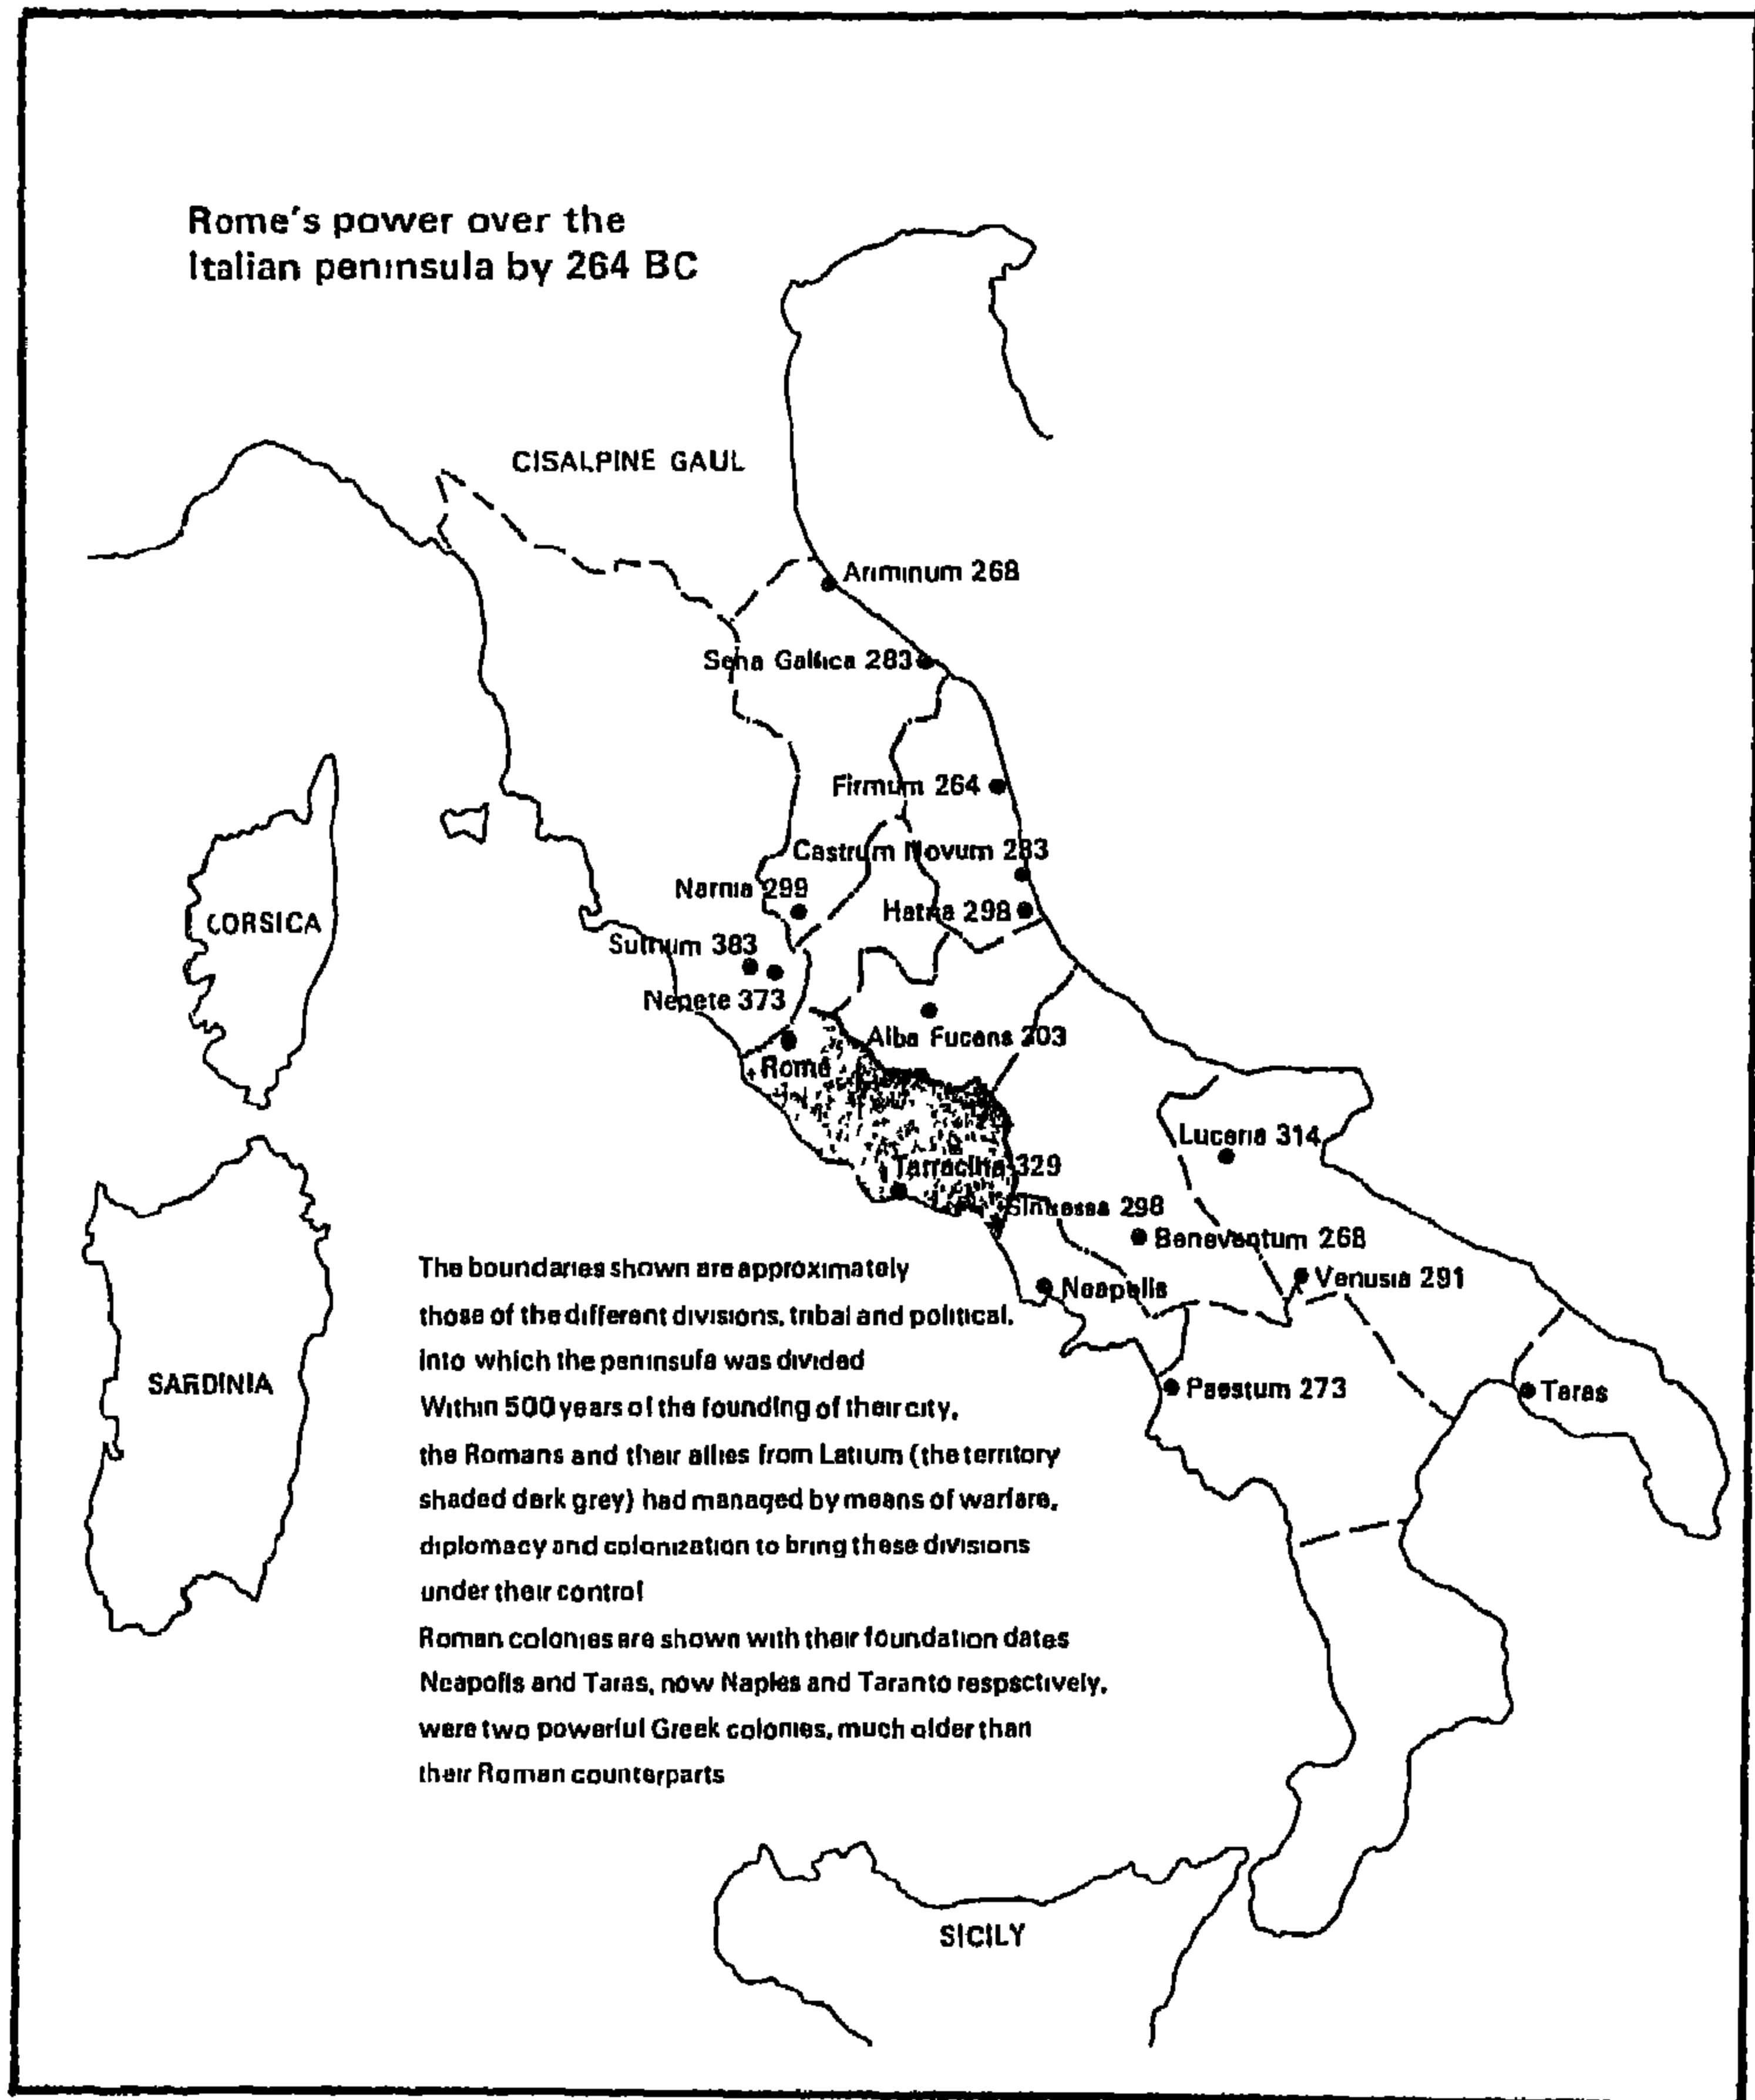 Rome's power over the
Italian peninsula by 264 BC
CISALPINE GAUL
Ariminum 268
Sena Gallica 283
Firmum 264
Castrum Novum 283
Narnia 299
Hatria 298
CORSICA
Sutrium 383
Nepete 373
Alba Fucens 303
Rome
Lucena 314
Tarracina 329
Sinuessa 298
Beneventum 268
Venusia 291
Neapolis
SARDINIA
Paestum 273
Taras
The boundaries shown are approximately
those of the different divisions, tribal and political,
into which the peninsula was divided
Within 500 years of the founding of their city,
the Romans and their allies from Latium (the territory
shaded dark grey) had managed by means of warfare,
diplomacy and colonization to bring these divisions
under their control
Roman colonies are shown with their foundation dates
Neapolis and Taras, now Naples and Taranto respectively,
were two powerful Greek colonies, much older than
their Roman counterparts
SICILY